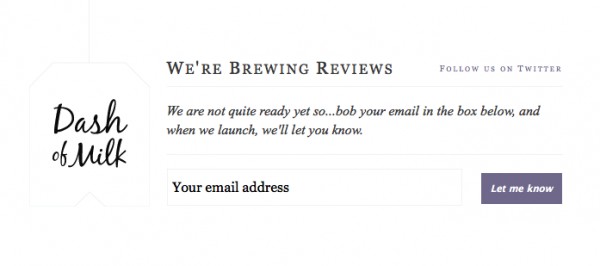 We're Brewing Reviews
Follow us on Twitter
Dash
of Milk
We are not quite ready yet so...bob your email in the box below, and
when we launch, we'll let you know.
Your email address
Let me know